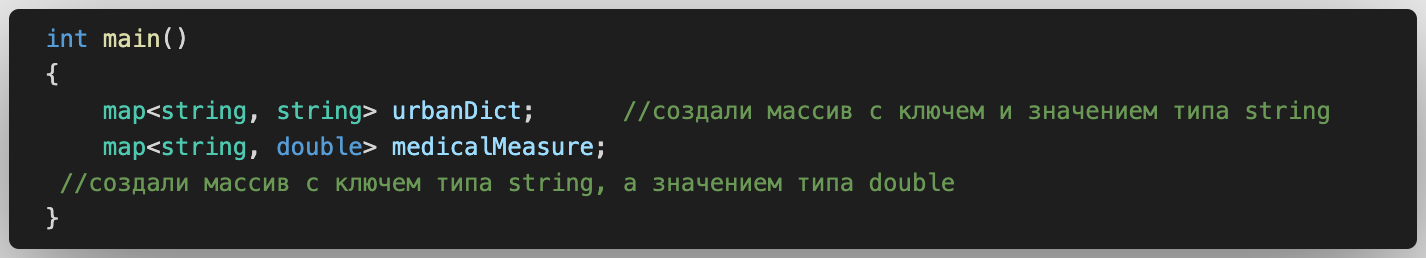 int main()
{
    map<string, string> urbanDict;      //создали массив с ключем и значением типа string
    map<string, double> medicalMeasure;
 //создали массив с ключем типа string, а значением типа double
}